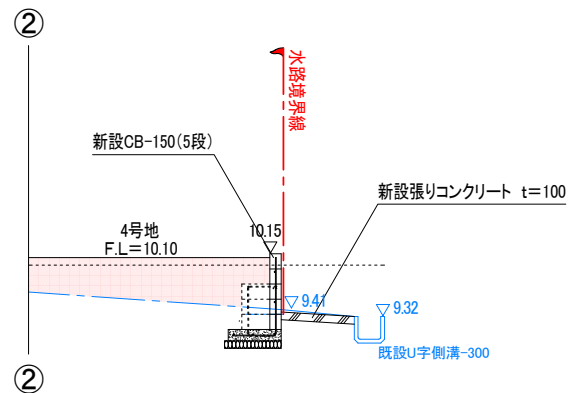 ②
水路境界線
新設CB-150(5段)
新設張りコンクリート t=100
4号地
F.L=10.10
10.15
9.41
9.32
既設U字側溝-300
②